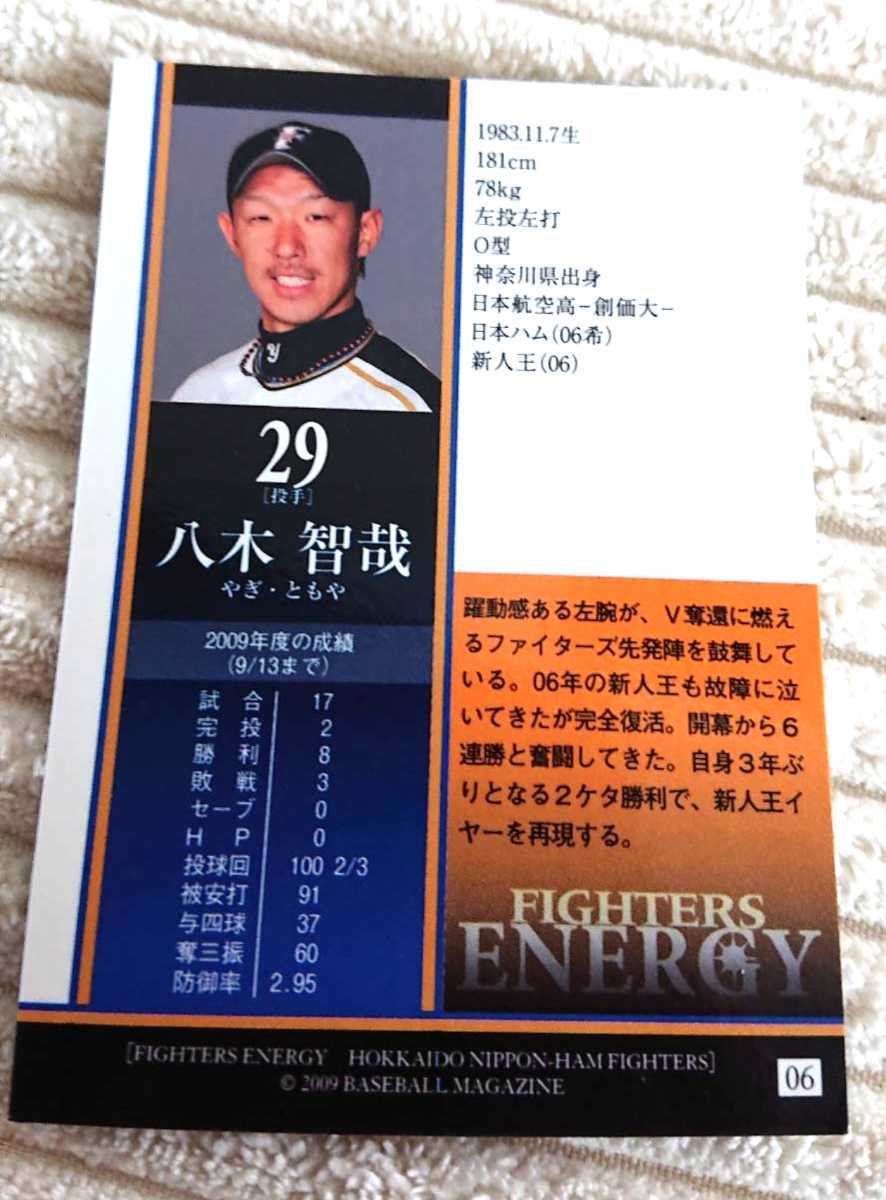 F
y
29
[投手]
八木 智哉
やぎ・ともや
2009年度の成績
(9/13まで)
試合 17
完投 2
勝利 8
敗戦 3
セーブ 0
H P 0
投球回 100 2/3
被安打 91
与四球 37
奪三振 60
防御率 2.95
1983.11.7生
181cm
78kg
左投左打
O型
神奈川県出身
日本航空高－創価大－
日本ハム(06希)
新人王(06)
躍動感ある左腕が、V奪還に燃え
るファイターズ先発陣を鼓舞して
いる。06年の新人王も故障に泣
いてきたが完全復活。開幕から6
連勝と奮闘してきた。自身3年ぶ
りとなる2ケタ勝利で、新人王イ
ヤーを再現する。
FIGHTERS
ENERGY
[FIGHTERS ENERGY HOKKAIDO NIPPON-HAM FIGHTERS]
© 2009 BASEBALL MAGAZINE
06